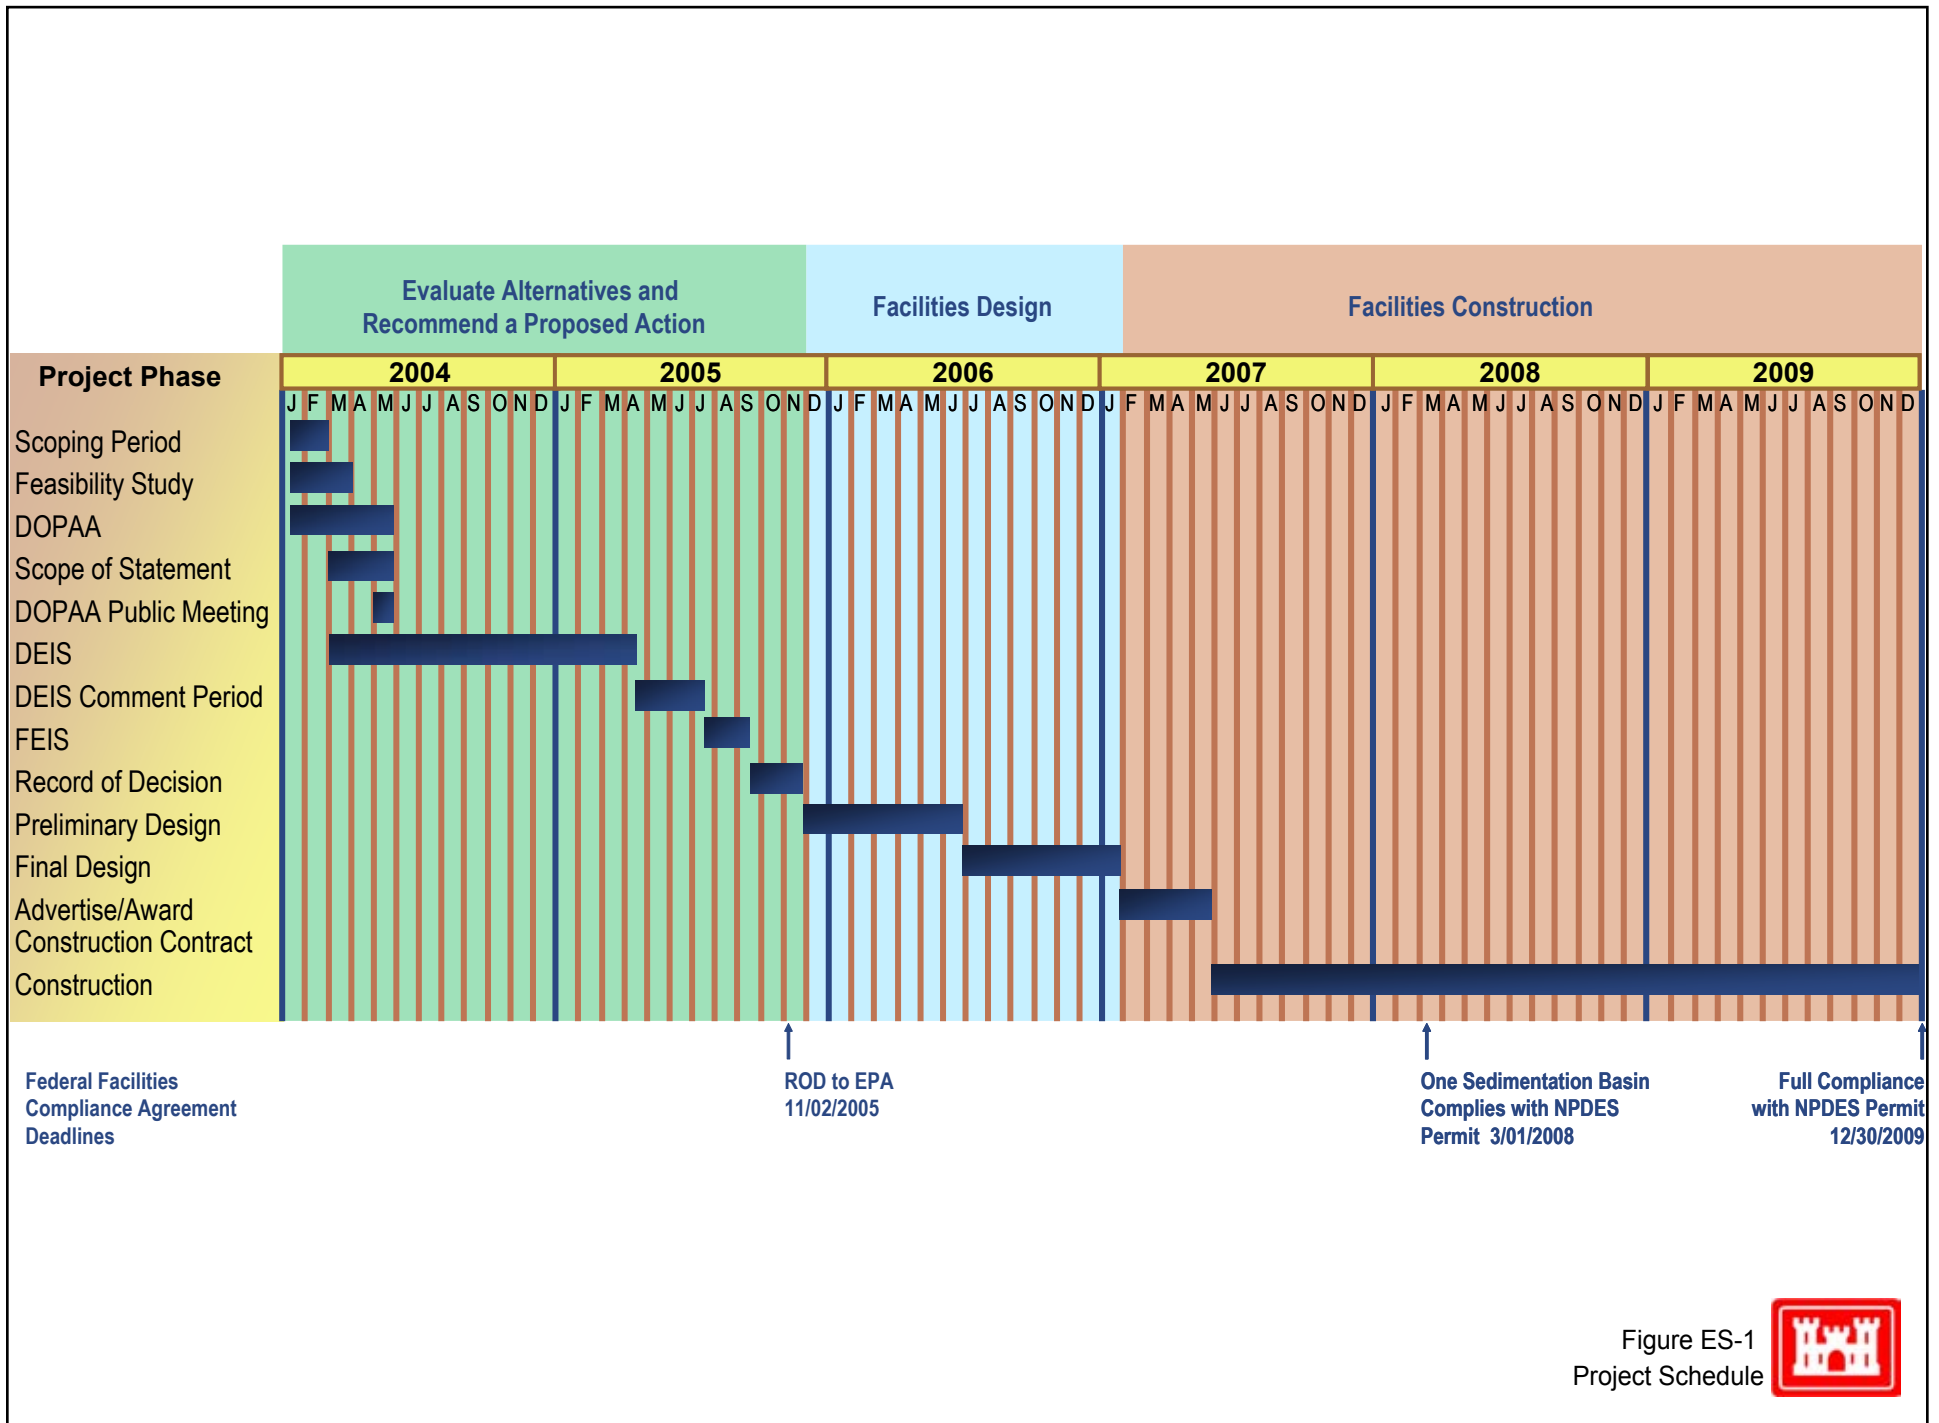 Evaluate Alternatives and
Recommend a Proposed Action
Facilities Design
Facilities Construction
Project Phase
2004 2005 2006 2007 2008 2009
J F M A M J J A S O N D J F M A M J J A S O N D J F M A M J J A S O N D J F M A M J J A S O N D J F M A M J J A S O N D J F M A M J J A S O N D
Scoping Period
Feasibility Study
DOPAA
Scope of Statement
DOPAA Public Meeting
DEIS
DEIS Comment Period
FEIS
Record of Decision
Preliminary Design
Final Design
Advertise/Award
Construction Contract
Construction
Federal Facilities
Compliance Agreement
Deadlines
ROD to EPA
11/02/2005
One Sedimentation Basin
Complies with NPDES
Permit 3/01/2008
Full Compliance
with NPDES Permit
12/30/2009
Figure ES-1
Project Schedule